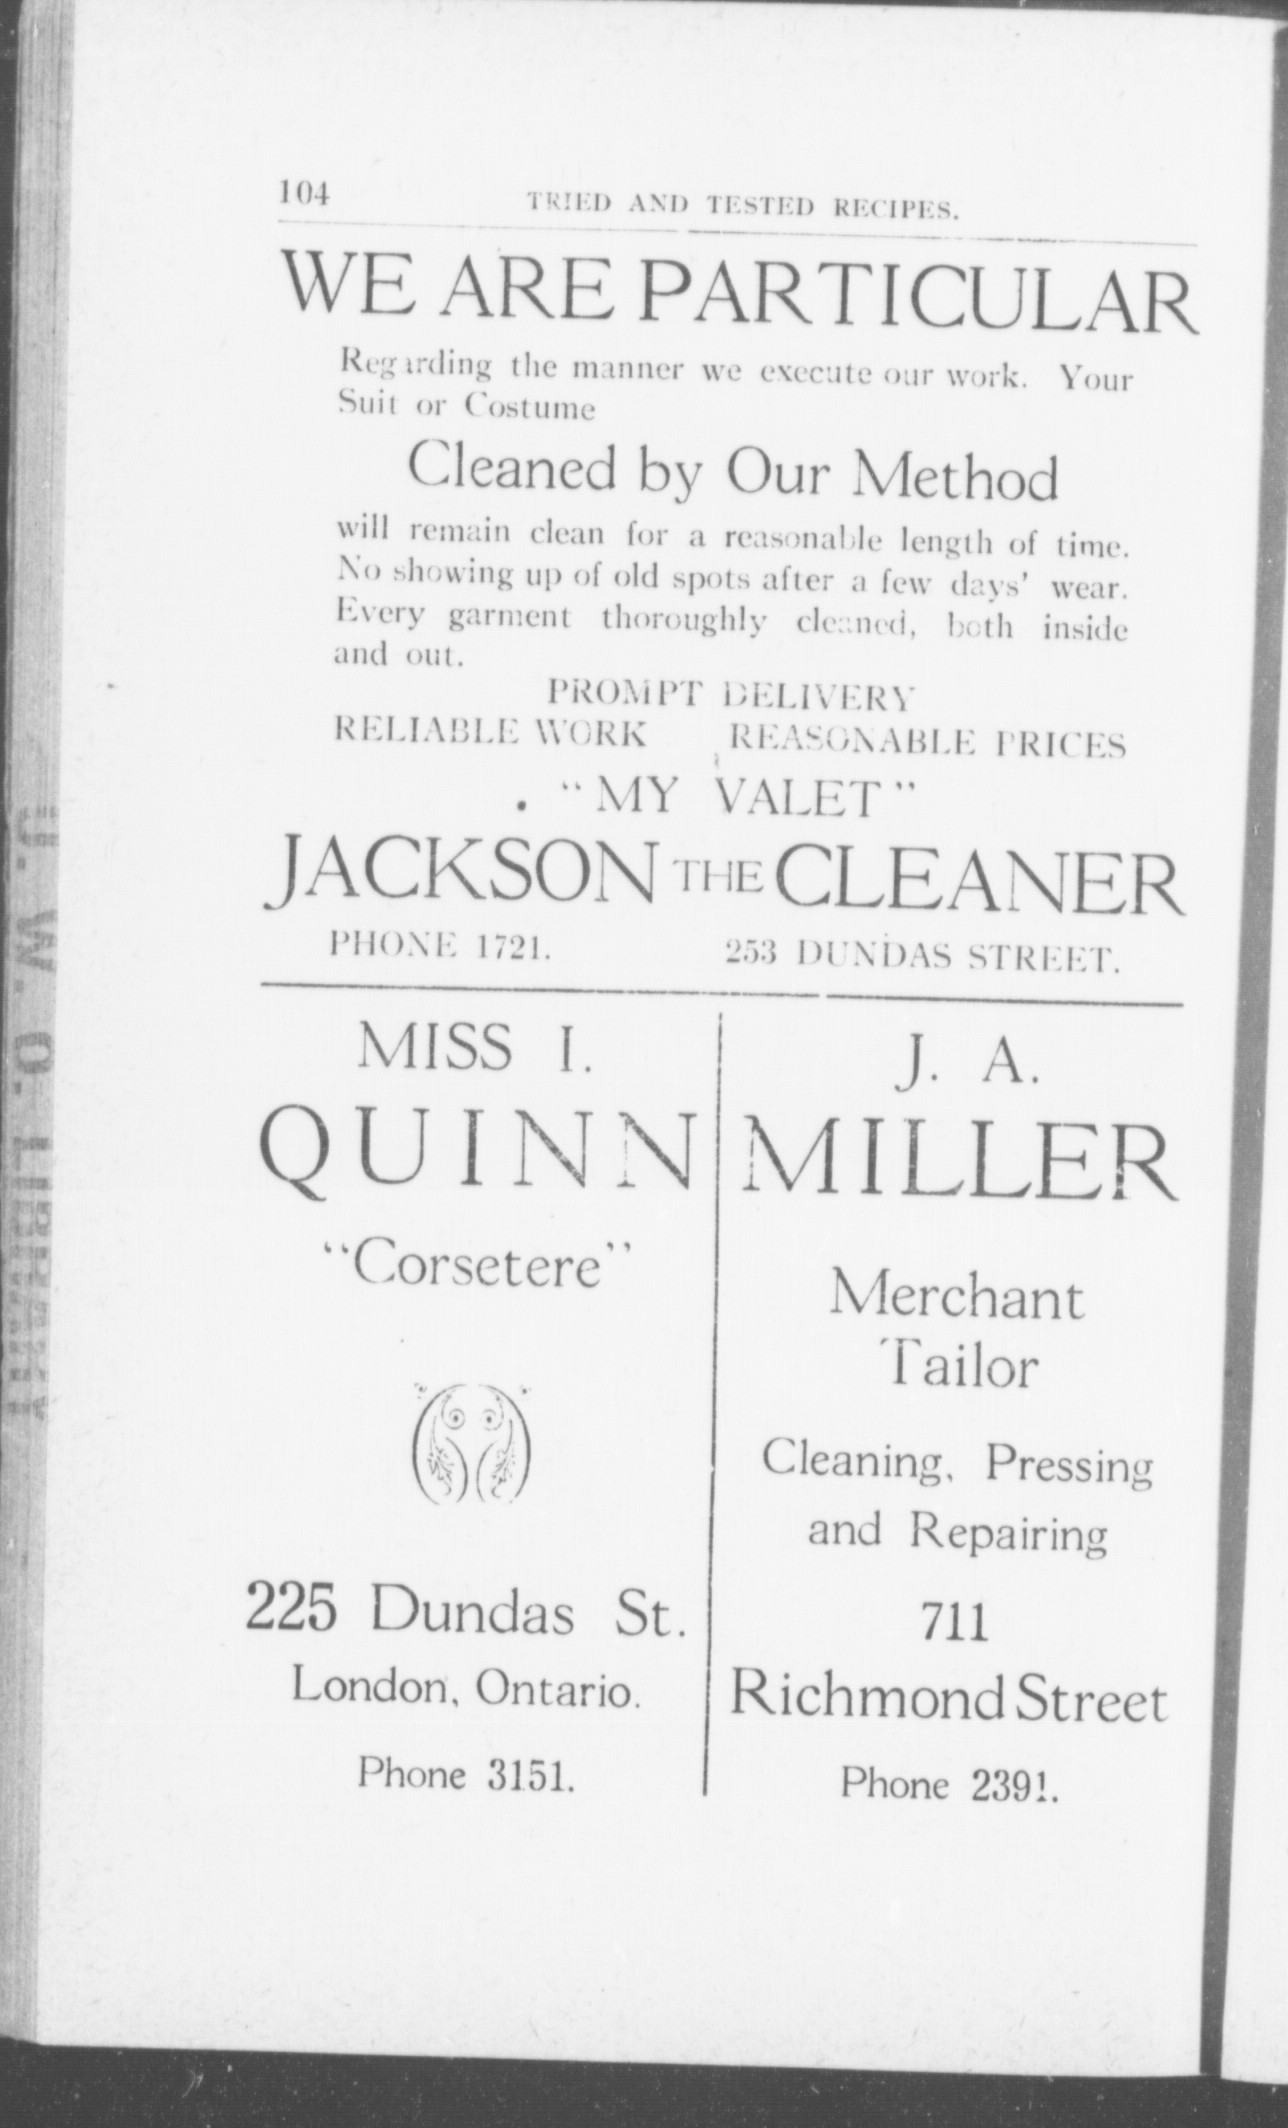 104
TRIED AND TESTED RECIPES.
WE ARE PARTICULAR
Regarding the manner we execute our work. Your
Suit or Costume
Cleaned by Our Method
will remain clean for a reasonable length of time.
No showing up of old spots after a few days' wear.
Every garment thoroughly cleaned, both inside
and out.
PROMPT DELIVERY
RELIABLE WORK REASONABLE PRICES
"MY VALET"
JACKSON THE CLEANER
PHONE 1721. 253 DUNDAS STREET.
MISS I.
QUINN
"Corsetere"
225 Dundas St.
London, Ontario.
Phone 3151.
J. A.
MILLER
Merchant
Tailor
Cleaning, Pressing
and Repairing
711
Richmond Street
Phone 2391.
J. W. O. LIBRARY